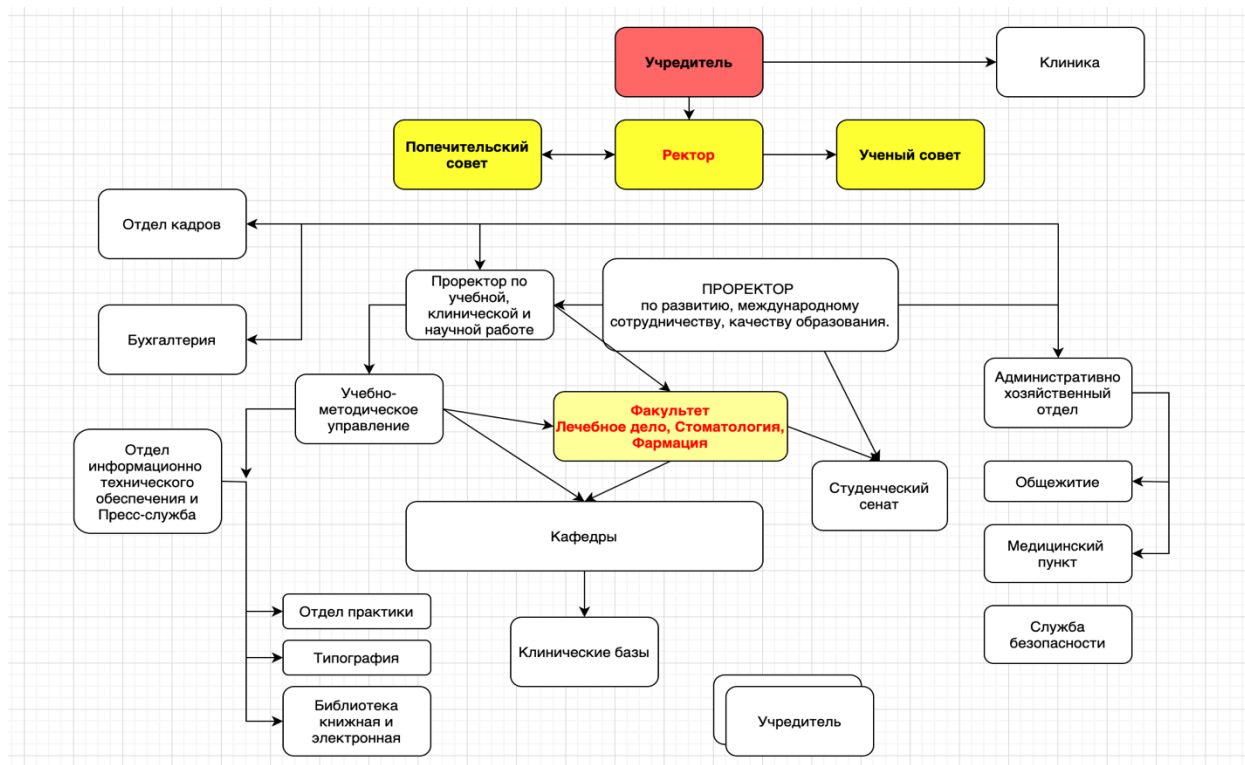 Учредитель
Клиника
Попечительский
совет
Ректор
Ученый совет
Отдел кадров
Проректор по
учебной,
клинической и
научной работе
ПРОРЕКТОР
по развитию, международному
сотрудничеству, качеству образования.
Бухгалтерия
Учебно-
методическое
управление
Факультет
Лечебное дело, Стоматология,
Фармация
Административно
хозяйственный
отдел
Отдел
информационно
технического
обеспечения и
Пресс-служба
Студенческий
сенат
Общежитие
Кафедры
Медицинский
пункт
Отдел практики
Типография
Клинические базы
Служба
безопасности
Библиотека
книжная и
электронная
Учредитель